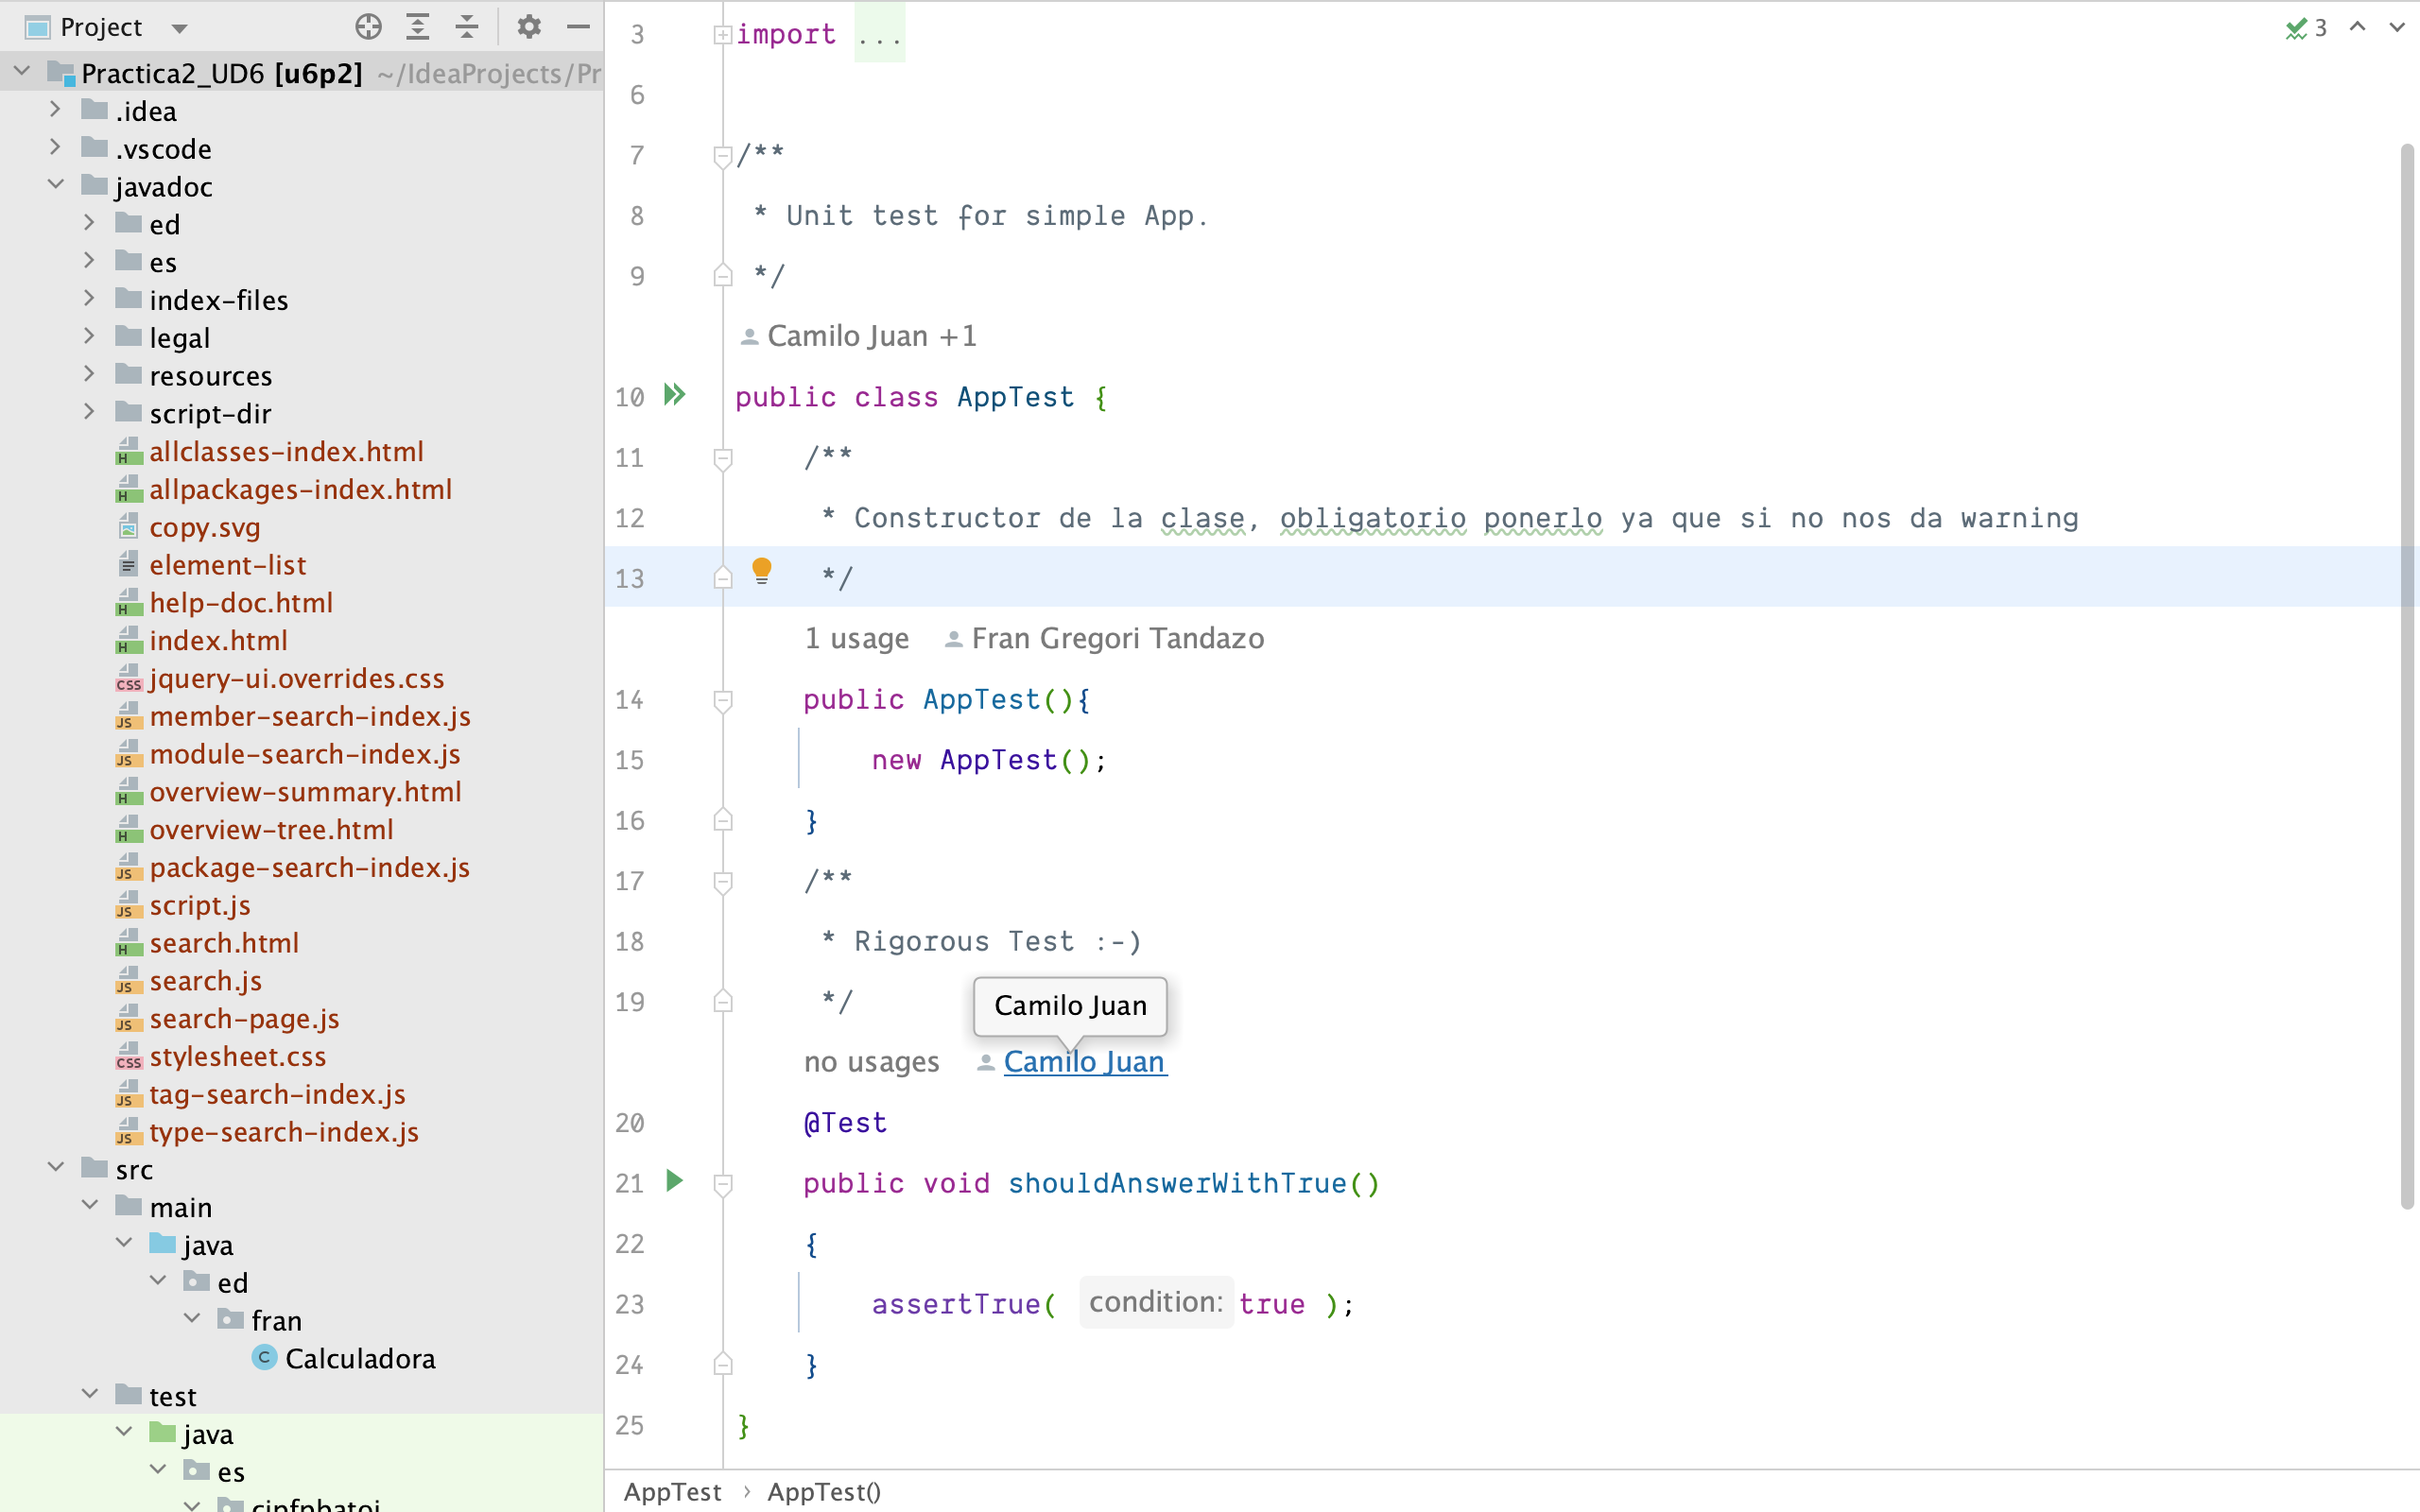 Project
Practica2_UD6 [u6p2] ~/IdeaProjects/Pr
.idea
.vscode
javadoc
ed
es
index-files
legal
resources
script-dir
allclasses-index.html
allpackages-index.html
copy.svg
element-list
help-doc.html
index.html
jquery-ui.overrides.css
member-search-index.js
module-search-index.js
overview-summary.html
overview-tree.html
package-search-index.js
script.js
search.html
search.js
search-page.js
stylesheet.css
tag-search-index.js
type-search-index.js
src
main
java
ed
fran
Calculadora
test
java
es
cipfpbatoi
3
3 import ...
6
7 /**
8 * Unit test for simple App.
9 */
Camilo Juan +1
10 public class AppTest {
11 /**
12 * Constructor de la clase, obligatorio ponerlo ya que si no nos da warning
13 */
1 usage Fran Gregori Tandazo
14 public AppTest(){
15 new AppTest();
16 }
17 /**
18 * Rigorous Test :-)
19 */
Camilo Juan
no usages Camilo Juan
20 @Test
21 public void shouldAnswerWithTrue()
22 {
23 assertTrue( condition: true );
24 }
25 }
AppTest › AppTest()